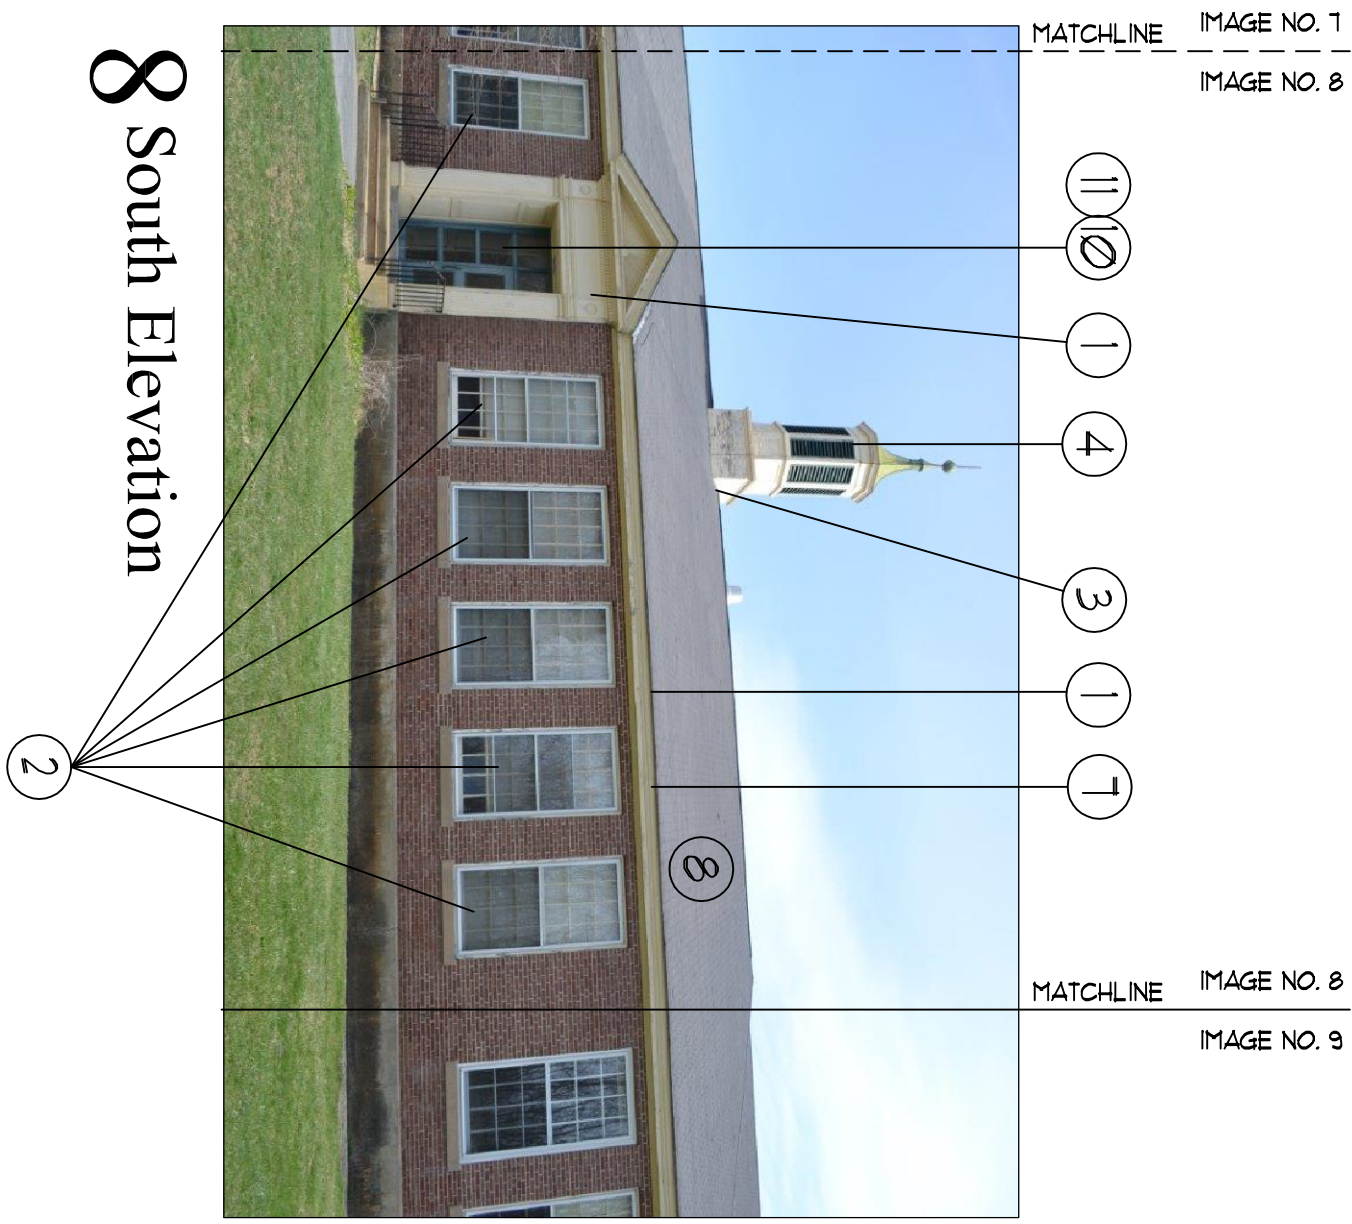 MATCHLINE IMAGE NO. 7
IMAGE NO. 8
11
10
1
4
3
1
7
8
MATCHLINE IMAGE NO. 8
IMAGE NO. 9
2
8 South Elevation